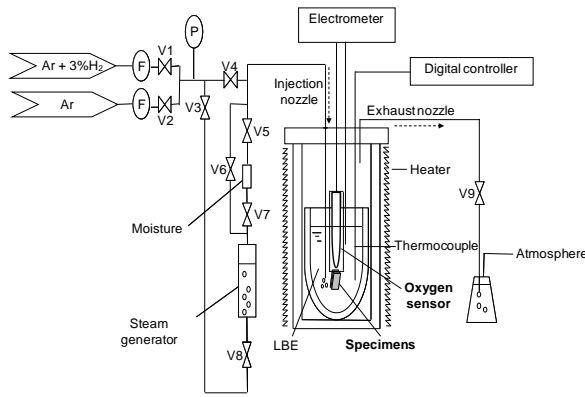 Electrometer
P
V1
V4
Ar + 3%H2
F
Digital controller
Injection
nozzle
Ar
F
V2
V3
Exhaust nozzle
V5
V6
Heater
V9
Moisture
V7
Thermocouple
Atmosphere
Oxygen
sensor
Steam
generator
LBE
Specimens
V8